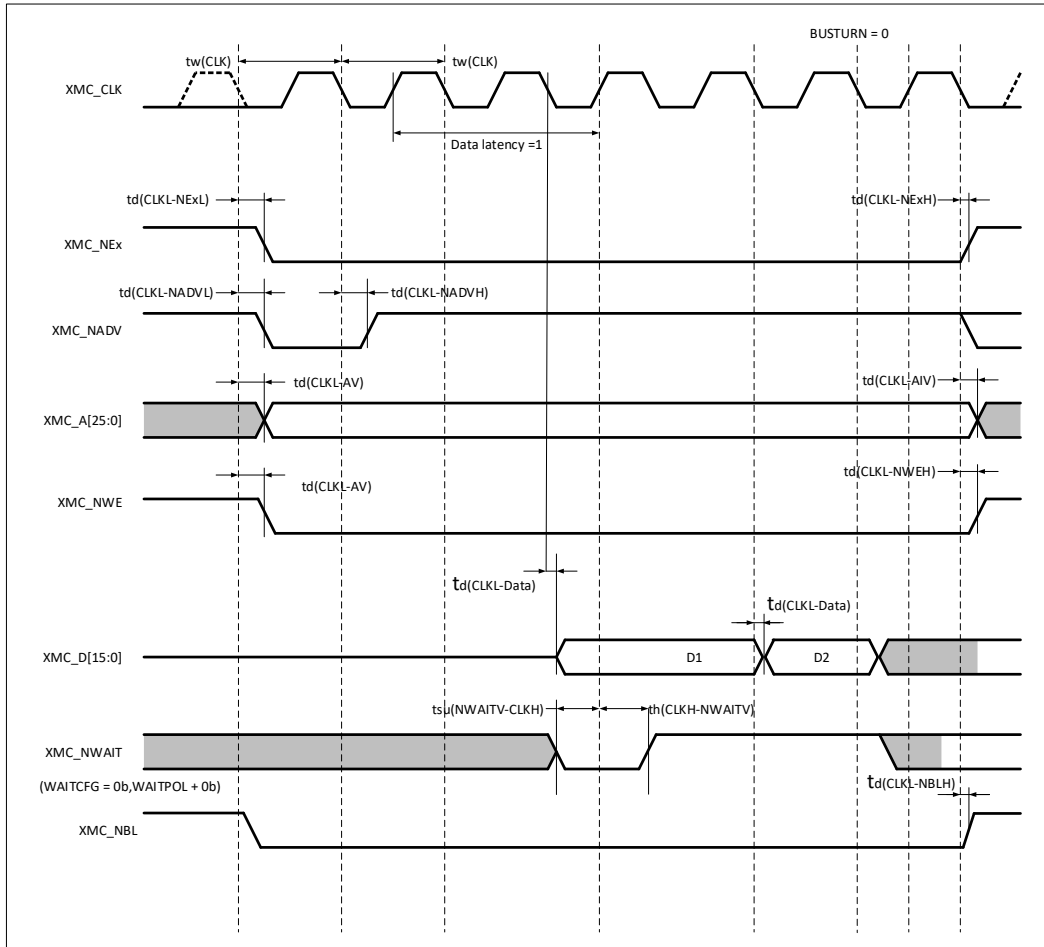 BUSTURN = 0
tw(CLK)
tw(CLK)
XMC_CLK
Data latency =1
td(CLKL-NExL)
td(CLKL-NExH)
XMC_NEx
td(CLKL-NADVL)
td(CLKL-NADVH)
XMC_NADV
td(CLKL-AV)
td(CLKL-AIV)
XMC_A[25:0]
td(CLKL-AV)
td(CLKL-NWEH)
XMC_NWE
td(CLKL-Data)
td(CLKL-Data)
XMC_D[15:0]
D1
D2
tsu(NWAITV-CLKH)
th(CLKH-NWAITV)
XMC_NWAIT
(WAITCFG = 0b,WAITPOL + 0b)
td(CLKL-NBLH)
XMC_NBL